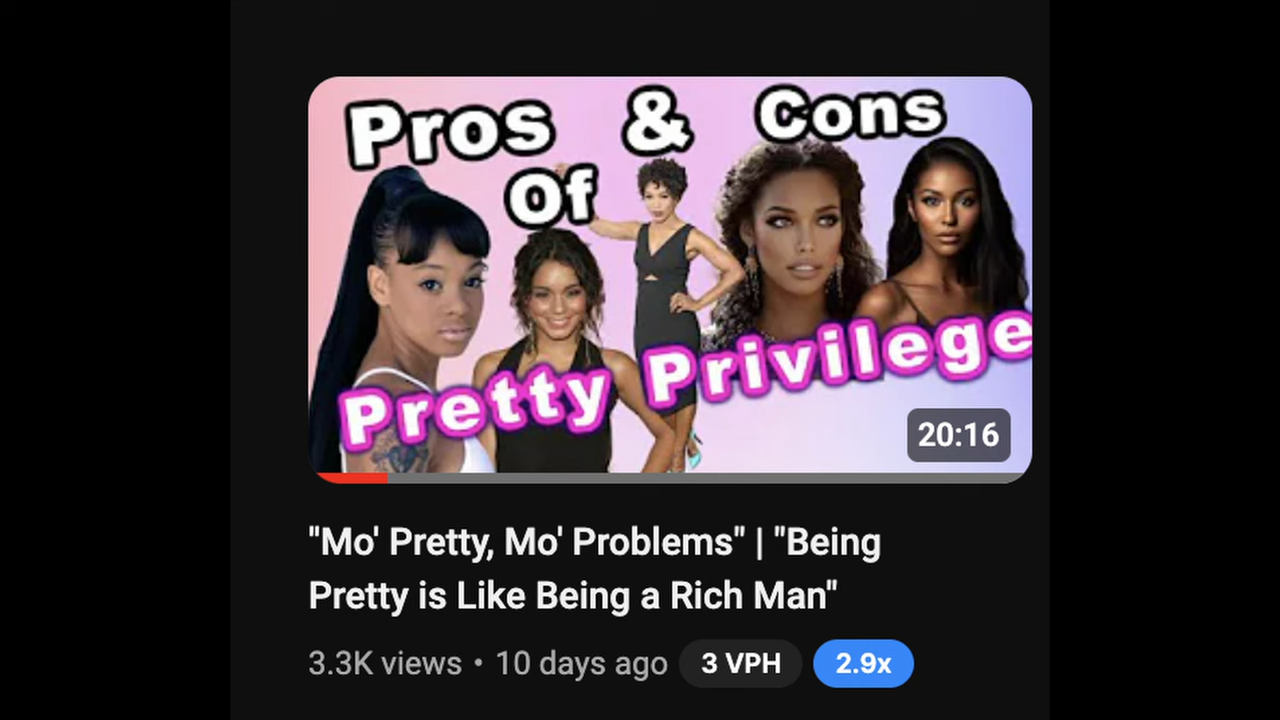 Pros & Cons
Of
Pretty Privilege
20:16
"Mo' Pretty, Mo' Problems" | "Being
Pretty is Like Being a Rich Man"
3.3K views • 10 days ago 3 VPH 2.9x